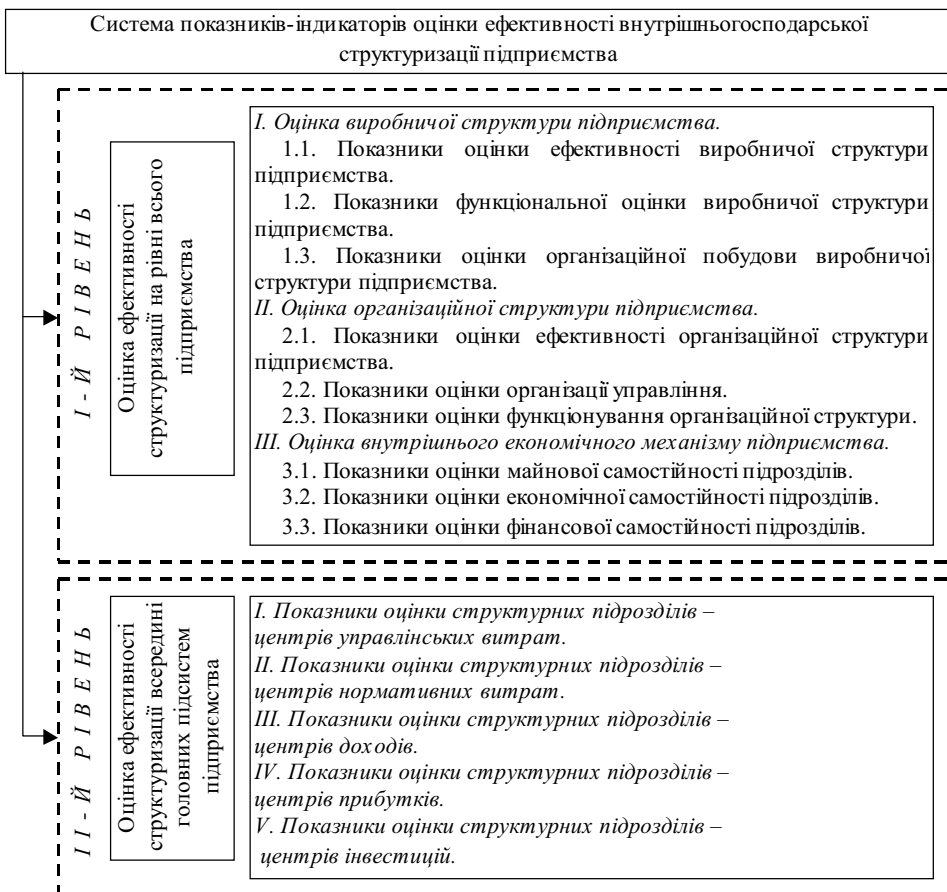 Система показників-індикаторів оцінки ефективності внутрішньогосподарської
структуризації підприємства
І-Й РІВЕНЬ
Оцінка ефективності
структуризації на рівні всього
підприємства
І. Оцінка виробничої структури підприємства.
1.1. Показники оцінки ефективності виробничої структури
підприємства.
1.2. Показники функціональної оцінки виробничої структури
підприємства.
1.3. Показники оцінки організаційної побудови виробничої
структури підприємства.
ІІ. Оцінка організаційної структури підприємства.
2.1. Показники оцінки ефективності організаційної структури
підприємства.
2.2. Показники оцінки організації управління.
2.3. Показники оцінки функціонування організаційної структури.
ІІІ. Оцінка внутрішнього економічного механізму підприємства.
3.1. Показники оцінки майнової самостійності підрозділів.
3.2. Показники оцінки економічної самостійності підрозділів.
3.3. Показники оцінки фінансової самостійності підрозділів.
ІІ-Й РІВЕНЬ
Оцінка ефективності
структуризації всередині
головних підсистем
підприємства
І. Показники оцінки структурних підрозділів –
центрів управлінських витрат.
ІІ. Показники оцінки структурних підрозділів –
центрів нормативних витрат.
ІІІ. Показники оцінки структурних підрозділів –
центрів доходів.
IV. Показники оцінки структурних підрозділів –
центрів прибутків.
V. Показники оцінки структурних підрозділів –
центрів інвестицій.